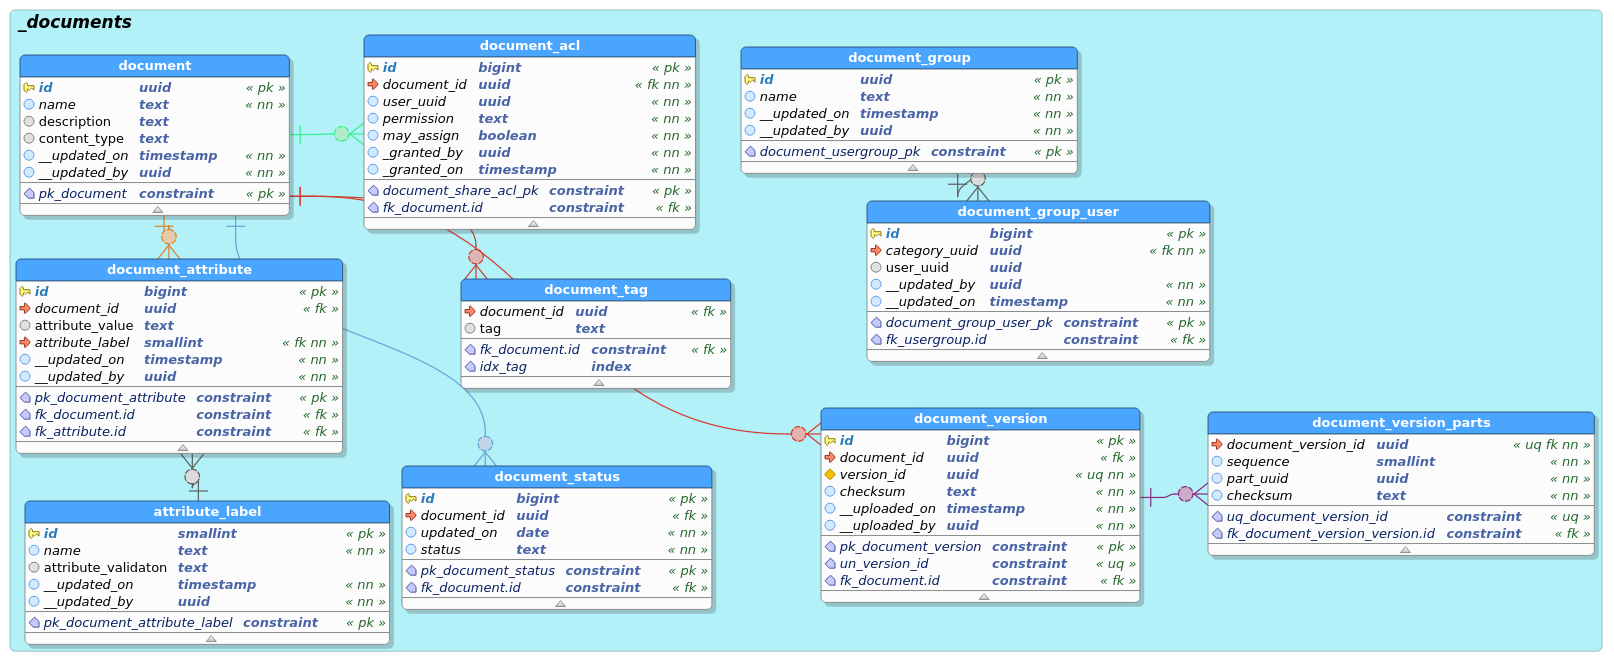 _documents
document
id uuid « pk »
name text « nn »
description text
content_type text
__updated_on timestamp « nn »
__updated_by uuid « nn »
pk_document constraint « pk »
document_acl
id bigint « pk »
document_id uuid « fk nn »
user_uuid uuid « nn »
permission text « nn »
may_assign boolean « nn »
_granted_by uuid « nn »
_granted_on timestamp « nn »
document_share_acl_pk constraint « pk »
fk_document.id constraint « fk »
document_group
id uuid « pk »
name text « nn »
__updated_on timestamp « nn »
__updated_by uuid « nn »
document_usergroup_pk constraint « pk »
document_group_user
id bigint « pk »
category_uuid uuid « fk nn »
user_uuid uuid
__updated_by uuid « nn »
__updated_on timestamp « nn »
document_group_user_pk constraint « pk »
fk_usergroup.id constraint « fk »
document_attribute
id bigint « pk »
document_id uuid « fk »
attribute_value text
attribute_label smallint « fk nn »
__updated_on timestamp « nn »
__updated_by uuid « nn »
pk_document_attribute constraint « pk »
fk_document.id constraint « fk »
fk_attribute.id constraint « fk »
document_tag
document_id uuid « fk »
tag text
fk_document.id constraint « fk »
idx_tag index
document_version
id bigint « pk »
document_id uuid « fk »
version_id uuid « uq nn »
checksum text « nn »
__uploaded_on timestamp « nn »
__uploaded_by uuid « nn »
pk_document_version constraint « pk »
un_version_id constraint « uq »
fk_document.id constraint « fk »
document_version_parts
document_version_id uuid « uq fk nn »
sequence smallint « nn »
part_uuid uuid « nn »
checksum text « nn »
uq_document_version_id constraint « uq »
fk_document_version_version.id constraint « fk »
attribute_label
id smallint « pk »
name text « nn »
attribute_validaton text
__updated_on timestamp « nn »
__updated_by uuid « nn »
pk_document_attribute_label constraint « pk »
document_status
id bigint « pk »
document_id uuid « fk »
updated_on date « nn »
status text « nn »
pk_document_status constraint « pk »
fk_document.id constraint « fk »